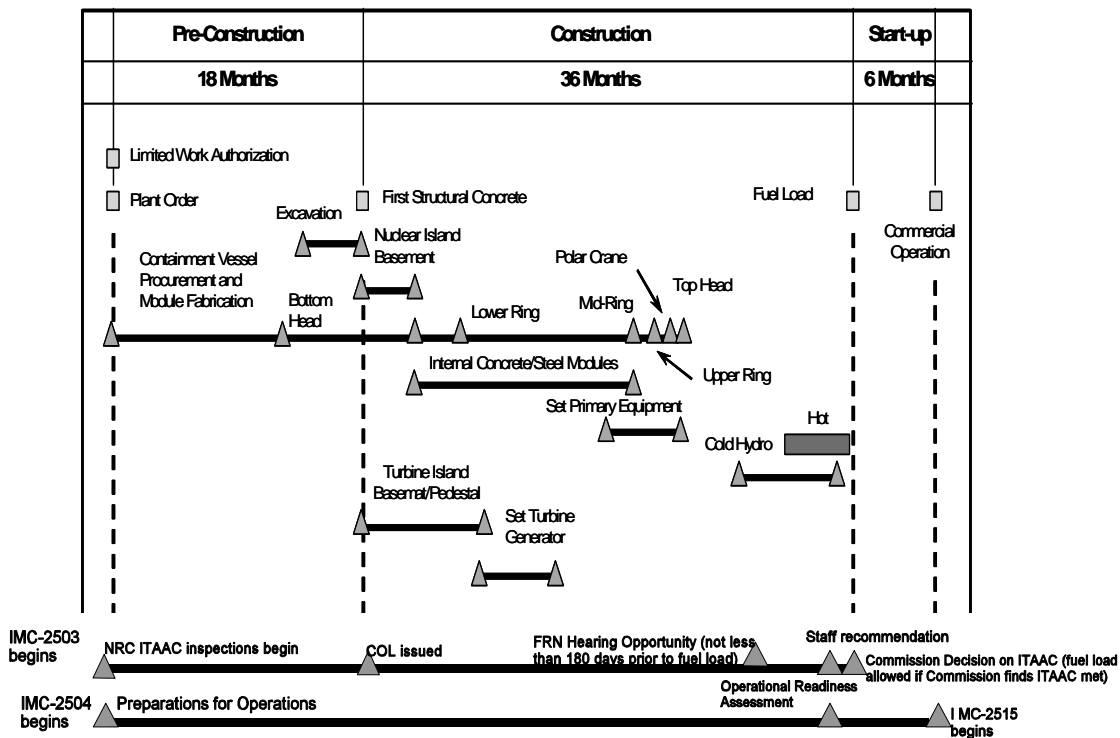 Pre-Construction
Construction
Start-up
18 Months
36 Months
6 Months
Limited Work Authorization
Plant Order
First Structural Concrete
Fuel Load
Excavation
Nuclear Island
Basement
Commercial
Operation
Containment Vessel
Procurement and
Module Fabrication
Bottom
Head
Polar Crane
Top Head
Lower Ring
Mid-Ring
Internal Concrete/Steel Modules
Upper Ring
Set Primary Equipment
Hot
Cold Hydro
Turbine Island
Basemat/Pedestal
Set Turbine
Generator
IMC-2503
begins
NRC ITAAC inspections begin
COL issued
FRN Hearing Opportunity (not less
than 180 days prior to fuel load)
Staff recommendation
Commission Decision on ITAAC (fuel load
allowed if Commission finds ITAAC met)
IMC-2504
begins
Preparations for Operations
Operational Readiness
Assessment
I MC-2515
begins